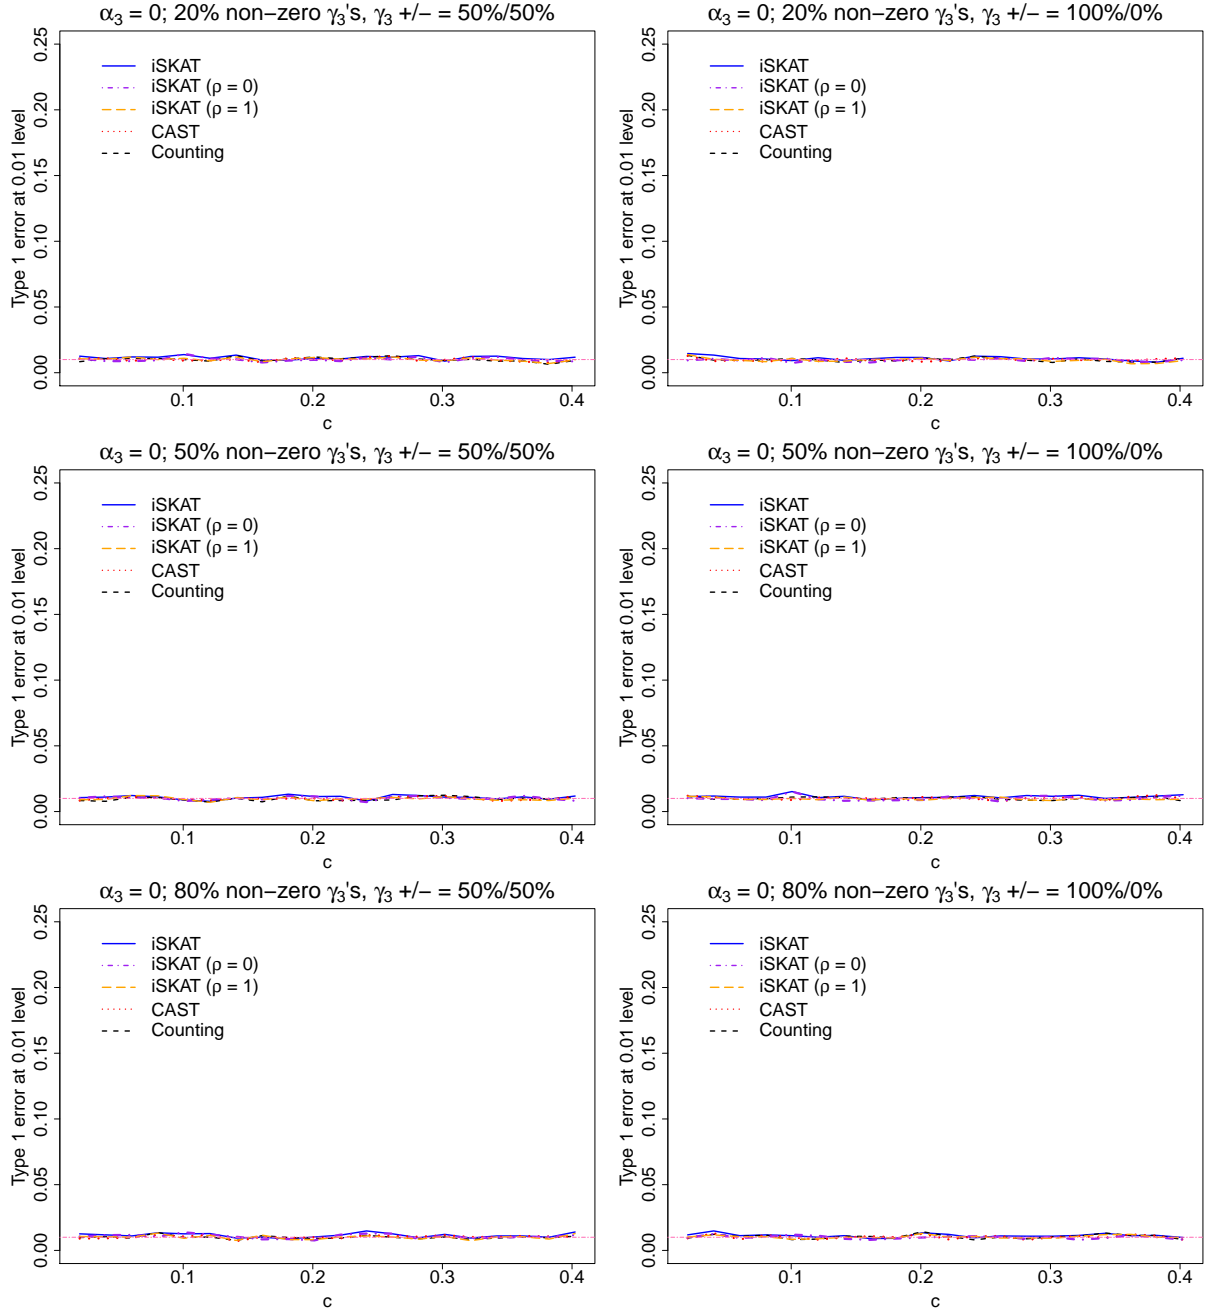 α₃ = 0; 20% non−zero γ₃'s, γ₃ +/− = 50%/50%
Type 1 error at 0.01 level
0.25
0.20
0.15
0.10
0.05
0.00
iSKAT
iSKAT (ρ = 0)
iSKAT (ρ = 1)
CAST
Counting
0.1 0.2 0.3 0.4
c
α₃ = 0; 20% non−zero γ₃'s, γ₃ +/− = 100%/0%
Type 1 error at 0.01 level
0.25
0.20
0.15
0.10
0.05
0.00
iSKAT
iSKAT (ρ = 0)
iSKAT (ρ = 1)
CAST
Counting
0.1 0.2 0.3 0.4
c
α₃ = 0; 50% non−zero γ₃'s, γ₃ +/− = 50%/50%
Type 1 error at 0.01 level
0.25
0.20
0.15
0.10
0.05
0.00
iSKAT
iSKAT (ρ = 0)
iSKAT (ρ = 1)
CAST
Counting
0.1 0.2 0.3 0.4
c
α₃ = 0; 50% non−zero γ₃'s, γ₃ +/− = 100%/0%
Type 1 error at 0.01 level
0.25
0.20
0.15
0.10
0.05
0.00
iSKAT
iSKAT (ρ = 0)
iSKAT (ρ = 1)
CAST
Counting
0.1 0.2 0.3 0.4
c
α₃ = 0; 80% non−zero γ₃'s, γ₃ +/− = 50%/50%
Type 1 error at 0.01 level
0.25
0.20
0.15
0.10
0.05
0.00
iSKAT
iSKAT (ρ = 0)
iSKAT (ρ = 1)
CAST
Counting
0.1 0.2 0.3 0.4
c
α₃ = 0; 80% non−zero γ₃'s, γ₃ +/− = 100%/0%
Type 1 error at 0.01 level
0.25
0.20
0.15
0.10
0.05
0.00
iSKAT
iSKAT (ρ = 0)
iSKAT (ρ = 1)
CAST
Counting
0.1 0.2 0.3 0.4
c